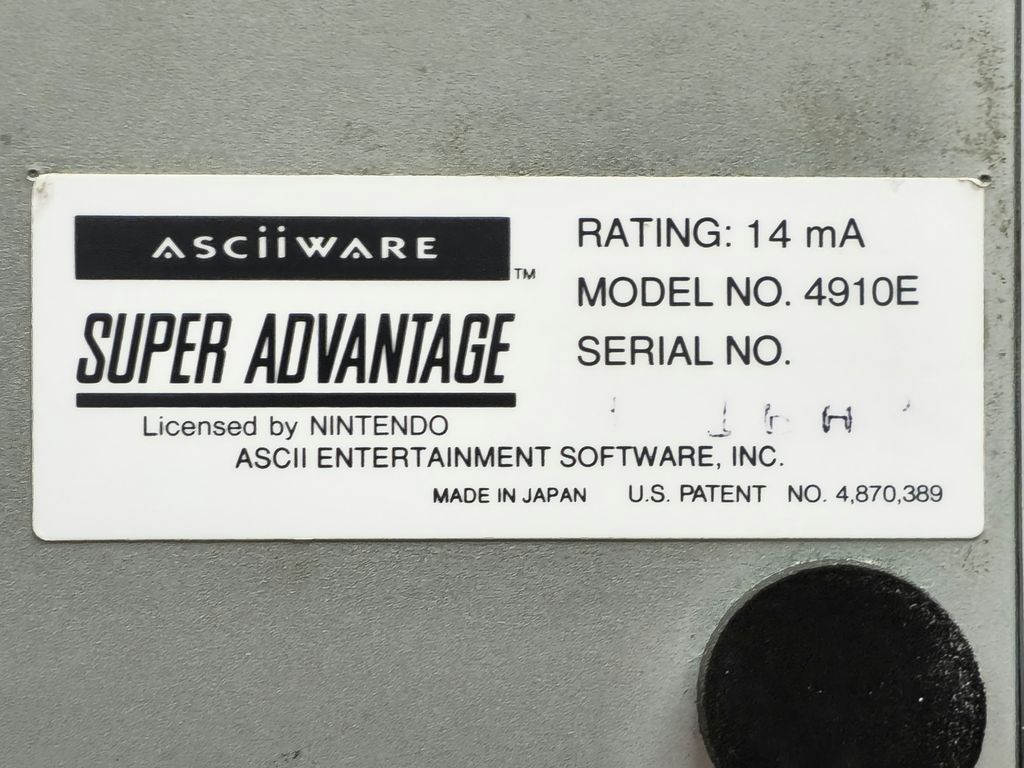 ASCiiWARE TM
SUPER ADVANTAGE
Licensed by NINTENDO
RATING: 14 mA
MODEL NO. 4910E
SERIAL NO.
ASCII ENTERTAINMENT SOFTWARE, INC.
MADE IN JAPAN U.S. PATENT NO. 4,870,389